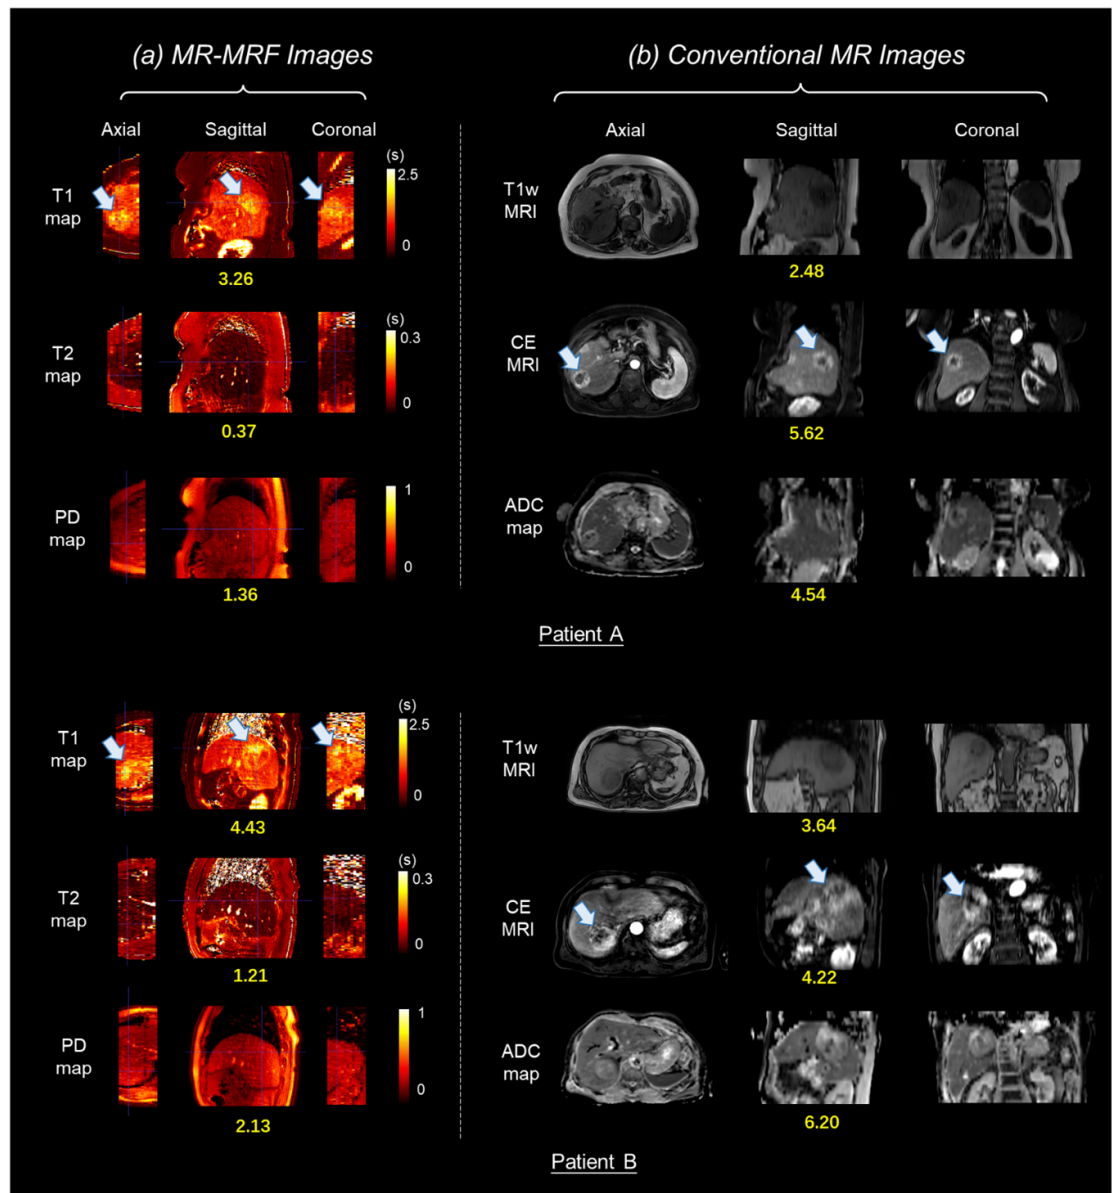 (a) MR-MRF Images
(b) Conventional MR Images
Axial Sagittal Coronal
Axial Sagittal Coronal
T1 map
(s)
2.5
0
3.26
T1w MRI
2.48
T2 map
(s)
0.3
0
0.37
CE MRI
5.62
PD map
1
0
1.36
ADC map
4.54
Patient A
T1 map
(s)
2.5
0
4.43
T1w MRI
3.64
T2 map
(s)
0.3
0
1.21
CE MRI
4.22
PD map
1
0
2.13
ADC map
6.20
Patient B